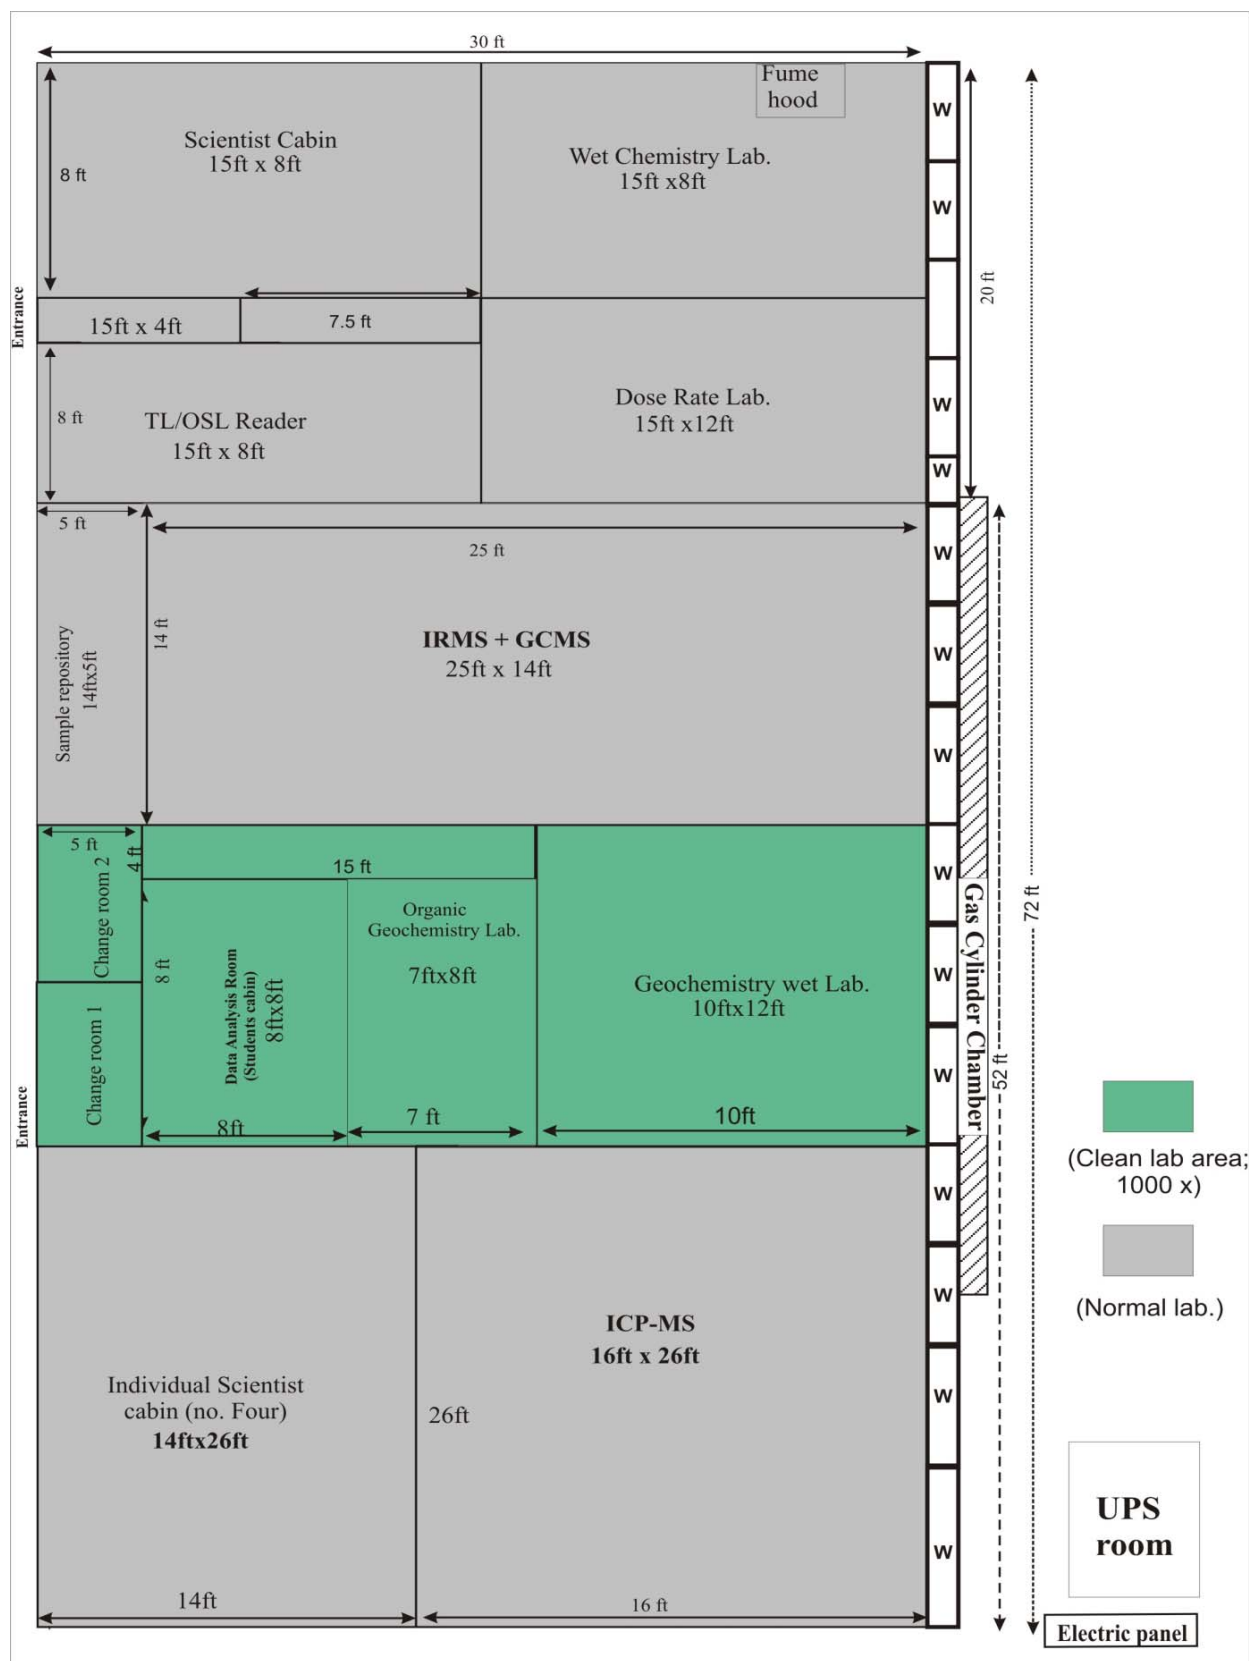 30 ft
Fume
hood
Scientist Cabin
15ft x 8ft
Wet Chemistry Lab.
15ft x8ft
8 ft
W
W
20 ft
Entrance
15ft x 4ft
7.5 ft
8 ft
TL/OSL Reader
15ft x 8ft
Dose Rate Lab.
15ft x12ft
W
W
5 ft
25 ft
14 ft
Sample repository
14ftx5ft
IRMS + GCMS
25ft x 14ft
W
W
W
72 ft
5 ft
4 ft
15 ft
Change room 2
Change room 1
8 ft
Data Analysis Room
(Students cabin)
8ftx8ft
Organic
Geochemistry Lab.
7ftx8ft
Geochemistry wet Lab.
10ftx12ft
W
W
W
Gas Cylinder Chamber
52 ft
Entrance
8ft
7 ft
10ft
(Clean lab area;
1000 x)
(Normal lab.)
W
W
W
W
Individual Scientist
cabin (no. Four)
14ftx26ft
26ft
ICP-MS
16ft x 26ft
14ft
16 ft
UPS
room
Electric panel